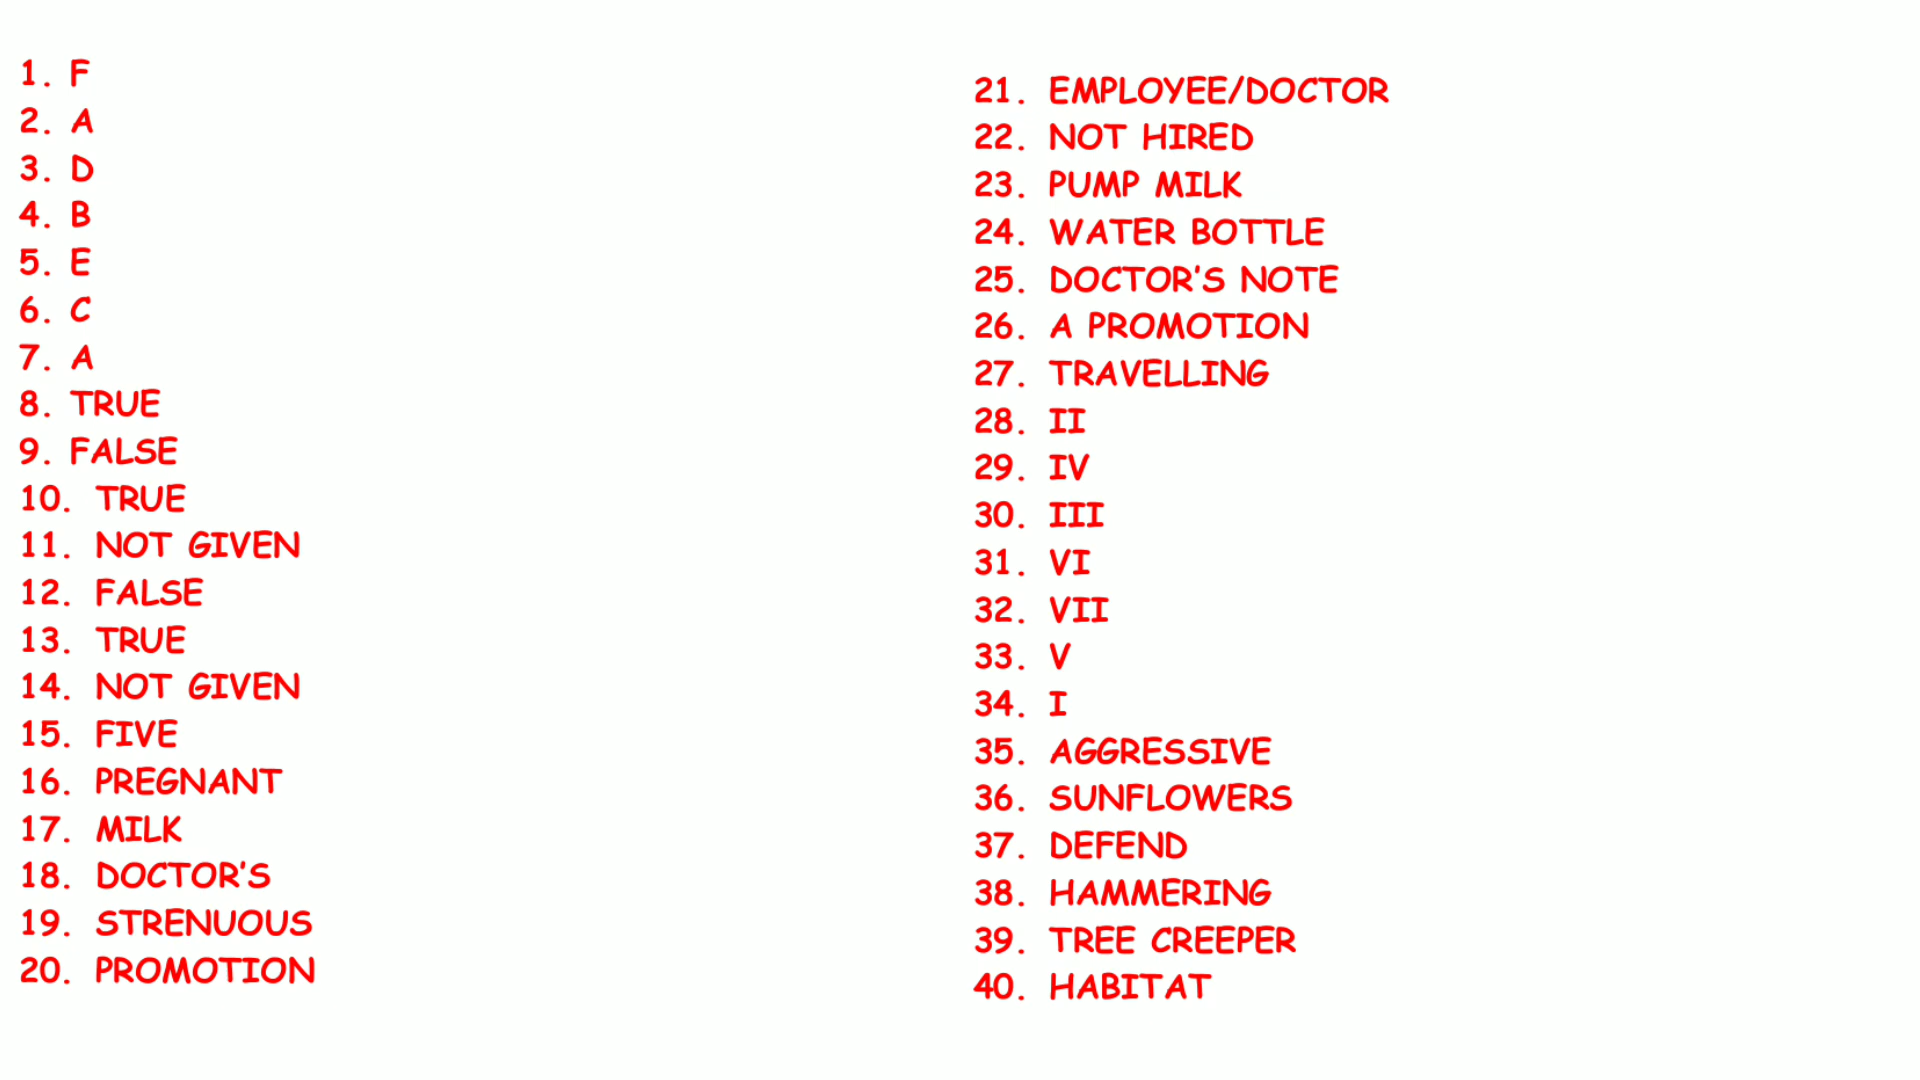 1. F
2. A
3. D
4. B
5. E
6. C
7. A
8. TRUE
9. FALSE
10. TRUE
11. NOT GIVEN
12. FALSE
13. TRUE
14. NOT GIVEN
15. FIVE
16. PREGNANT
17. MILK
18. DOCTOR'S
19. STRENUOUS
20. PROMOTION
21. EMPLOYEE/DOCTOR
22. NOT HIRED
23. PUMP MILK
24. WATER BOTTLE
25. DOCTOR'S NOTE
26. A PROMOTION
27. TRAVELLING
28. II
29. IV
30. III
31. VI
32. VII
33. V
34. I
35. AGGRESSIVE
36. SUNFLOWERS
37. DEFEND
38. HAMMERING
39. TREE CREEPER
40. HABITAT